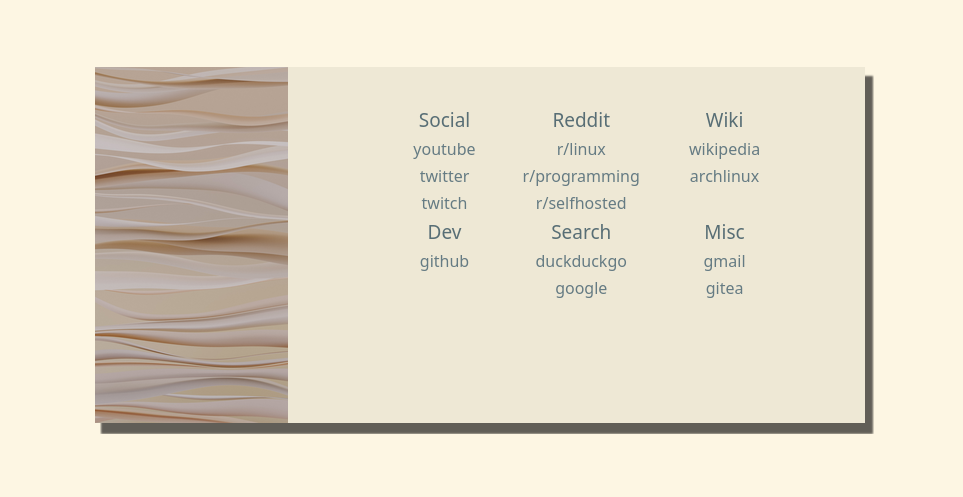 Social
youtube
twitter
twitch
Reddit
r/linux
r/programming
r/selfhosted
Wiki
wikipedia
archlinux
Dev
github
Search
duckduckgo
google
Misc
gmail
gitea